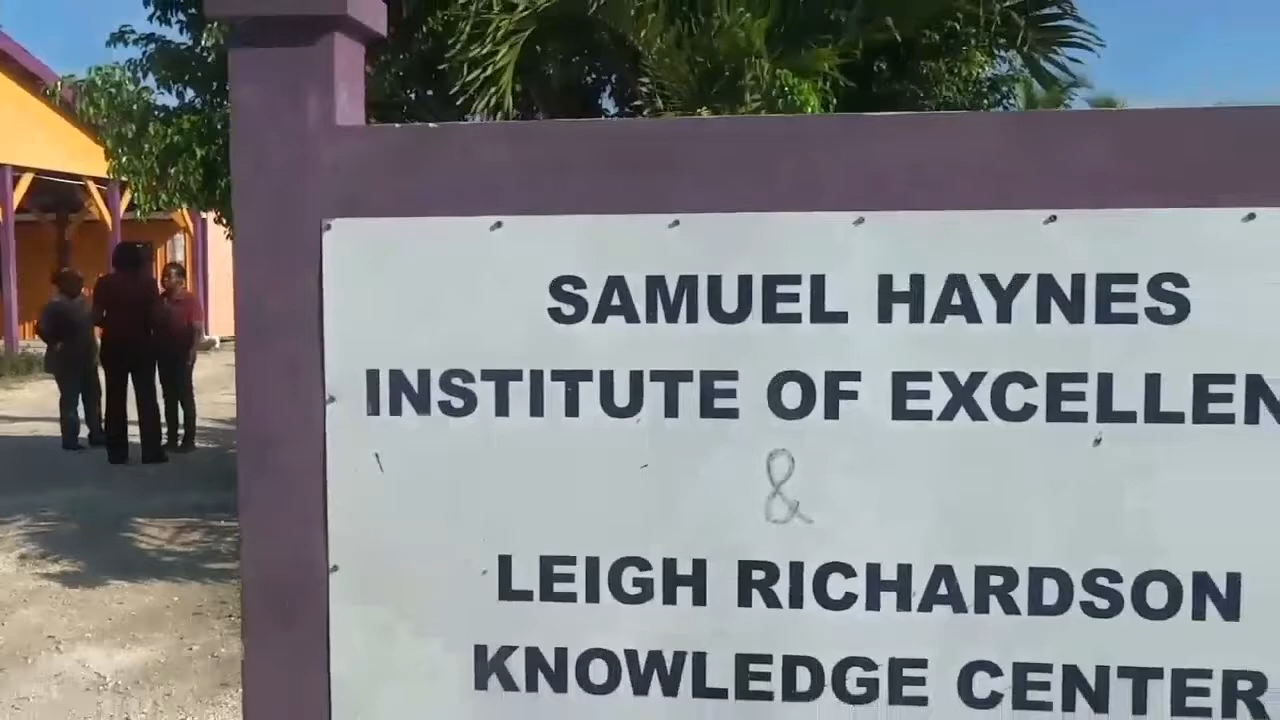 SAMUEL HAYNES
INSTITUTE OF EXCELLEN
&
LEIGH RICHARDSON
KNOWLEDGE CENTER